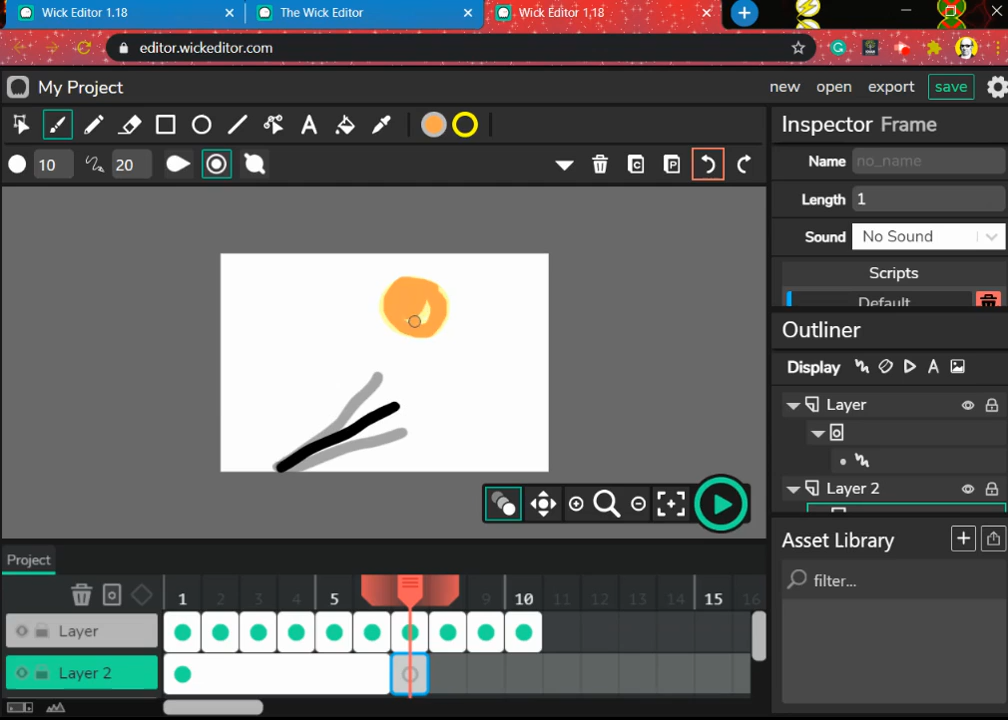 Wick Editor 1.18
The Wick Editor
Wick Editor 1.18
editor.wickeditor.com
My Project
new open export save
10
20
Inspector Frame
Name no_name
Length 1
Sound No Sound
Scripts
Default
Outliner
Display
Layer
Layer 2
Asset Library
filter...
Project
1 2 3 4 5 9 10 11 12 13 14 15 16
Layer
Layer 2